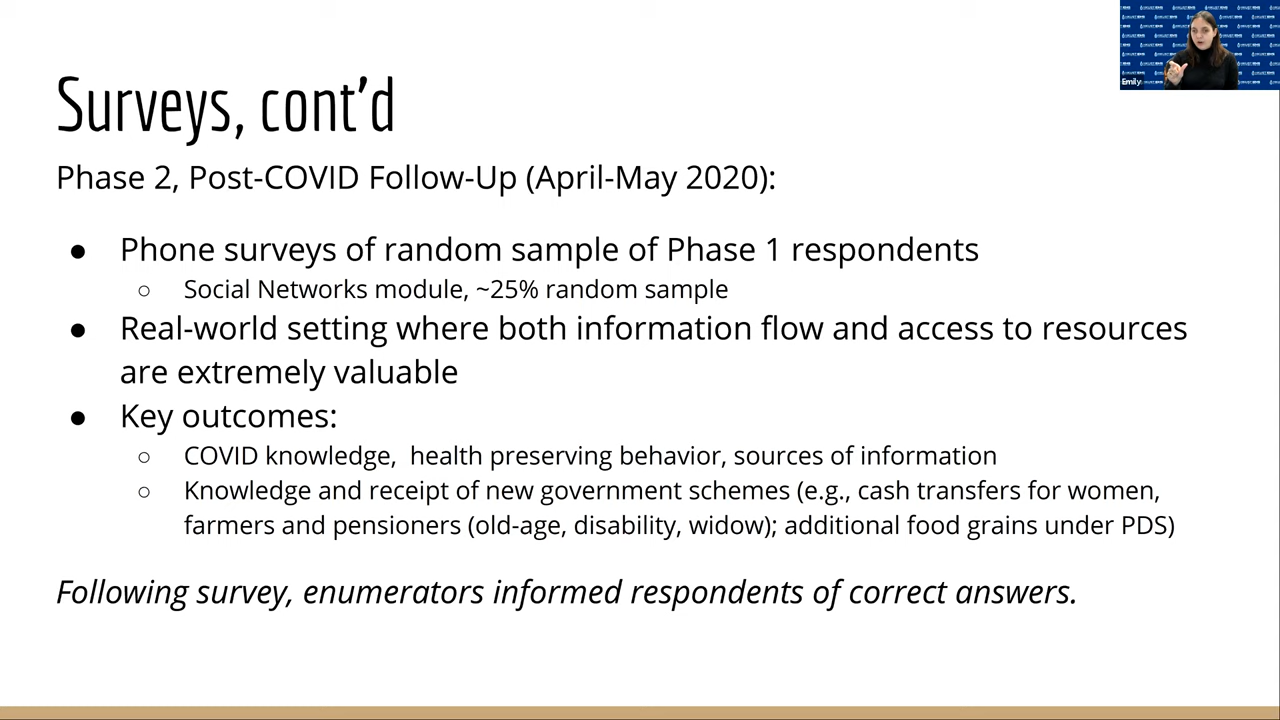 Surveys, cont'd
Phase 2, Post-COVID Follow-Up (April-May 2020):
● Phone surveys of random sample of Phase 1 respondents
○ Social Networks module, ~25% random sample
● Real-world setting where both information flow and access to resources
are extremely valuable
● Key outcomes:
○ COVID knowledge,  health preserving behavior, sources of information
○ Knowledge and receipt of new government schemes (e.g., cash transfers for women,
farmers and pensioners (old-age, disability, widow); additional food grains under PDS)
Following survey, enumerators informed respondents of correct answers.
Emily